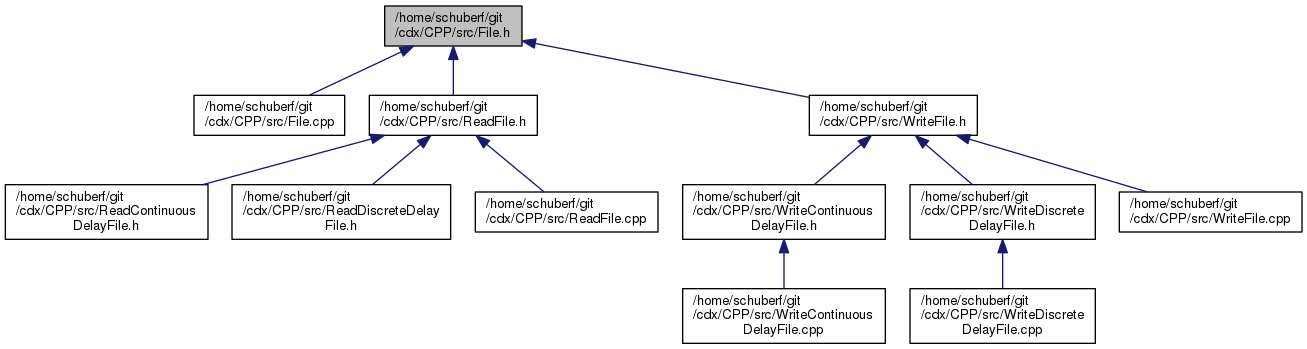 /home/schuberf/git
/cdx/CPP/src/File.h
/home/schuberf/git
/cdx/CPP/src/File.cpp
/home/schuberf/git
/cdx/CPP/src/ReadFile.h
/home/schuberf/git
/cdx/CPP/src/WriteFile.h
/home/schuberf/git
/cdx/CPP/src/ReadContinuous
DelayFile.h
/home/schuberf/git
/cdx/CPP/src/ReadDiscreteDelay
File.h
/home/schuberf/git
/cdx/CPP/src/ReadFile.cpp
/home/schuberf/git
/cdx/CPP/src/WriteContinuous
DelayFile.h
/home/schuberf/git
/cdx/CPP/src/WriteDiscrete
DelayFile.h
/home/schuberf/git
/cdx/CPP/src/WriteFile.cpp
/home/schuberf/git
/cdx/CPP/src/WriteContinuous
DelayFile.cpp
/home/schuberf/git
/cdx/CPP/src/WriteDiscrete
DelayFile.cpp